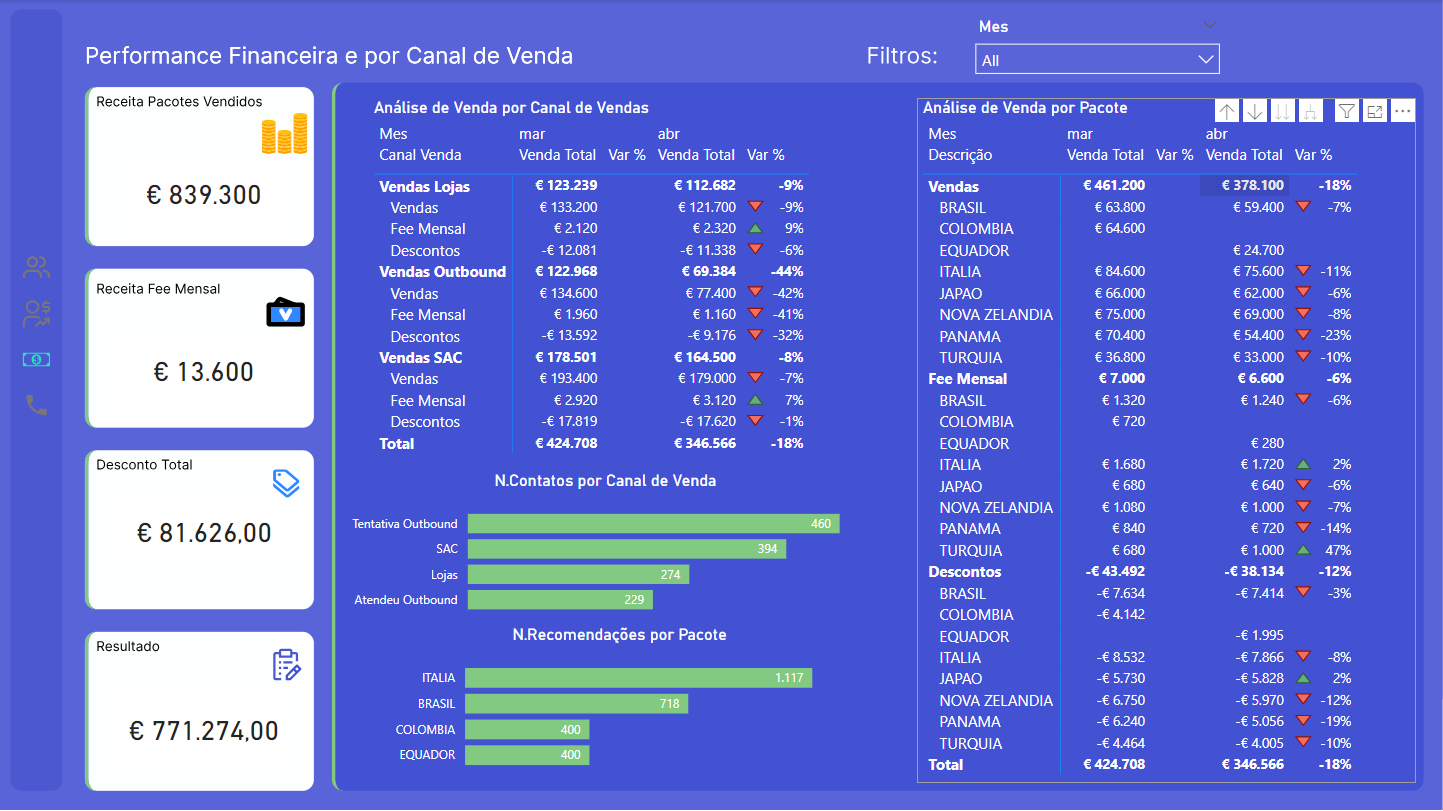 Performance Financeira e por Canal de Venda
Filtros:
Mes
All
Receita Pacotes Vendidos
€ 839.300
Receita Fee Mensal
€ 13.600
Desconto Total
€ 81.626,00
Resultado
€ 771.274,00
Análise de Venda por Canal de Vendas
Mes mar abr
Canal Venda Venda Total Var % Venda Total Var %
Vendas Lojas € 123.239 € 112.682 -9%
Vendas € 133.200 € 121.700 -9%
Fee Mensal € 2.120 € 2.320 9%
Descontos -€ 12.081 -€ 11.338 -6%
Vendas Outbound € 122.968 € 69.384 -44%
Vendas € 134.600 € 77.400 -42%
Fee Mensal € 1.960 € 1.160 -41%
Descontos -€ 13.592 -€ 9.176 -32%
Vendas SAC € 178.501 € 164.500 -8%
Vendas € 193.400 € 179.000 -7%
Fee Mensal € 2.920 € 3.120 7%
Descontos -€ 17.819 -€ 17.620 -1%
Total € 424.708 € 346.566 -18%
N.Contatos por Canal de Venda
Tentativa Outbound 460
SAC 394
Lojas 274
Atendeu Outbound 229
N.Recomendações por Pacote
ITALIA 1.117
BRASIL 718
COLOMBIA 400
EQUADOR 400
Análise de Venda por Pacote
Mes mar abr
Descrição Venda Total Var % Venda Total Var %
Vendas € 461.200 € 378.100 -18%
BRASIL € 63.800 € 59.400 -7%
COLOMBIA € 64.600
EQUADOR € 24.700
ITALIA € 84.600 € 75.600 -11%
JAPAO € 66.000 € 62.000 -6%
NOVA ZELANDIA € 75.000 € 69.000 -8%
PANAMA € 70.400 € 54.400 -23%
TURQUIA € 36.800 € 33.000 -10%
Fee Mensal € 7.000 € 6.600 -6%
BRASIL € 1.320 € 1.240 -6%
COLOMBIA € 720
EQUADOR € 280
ITALIA € 1.680 € 1.720 2%
JAPAO € 680 € 640 -6%
NOVA ZELANDIA € 1.080 € 1.000 -7%
PANAMA € 840 € 720 -14%
TURQUIA € 680 € 1.000 47%
Descontos -€ 43.492 -€ 38.134 -12%
BRASIL -€ 7.634 -€ 7.414 -3%
COLOMBIA -€ 4.142
EQUADOR -€ 1.995
ITALIA -€ 8.532 -€ 7.866 -8%
JAPAO -€ 5.730 -€ 5.828 2%
NOVA ZELANDIA -€ 6.750 -€ 5.970 -12%
PANAMA -€ 6.240 -€ 5.056 -19%
TURQUIA -€ 4.464 -€ 4.005 -10%
Total € 424.708 € 346.566 -18%